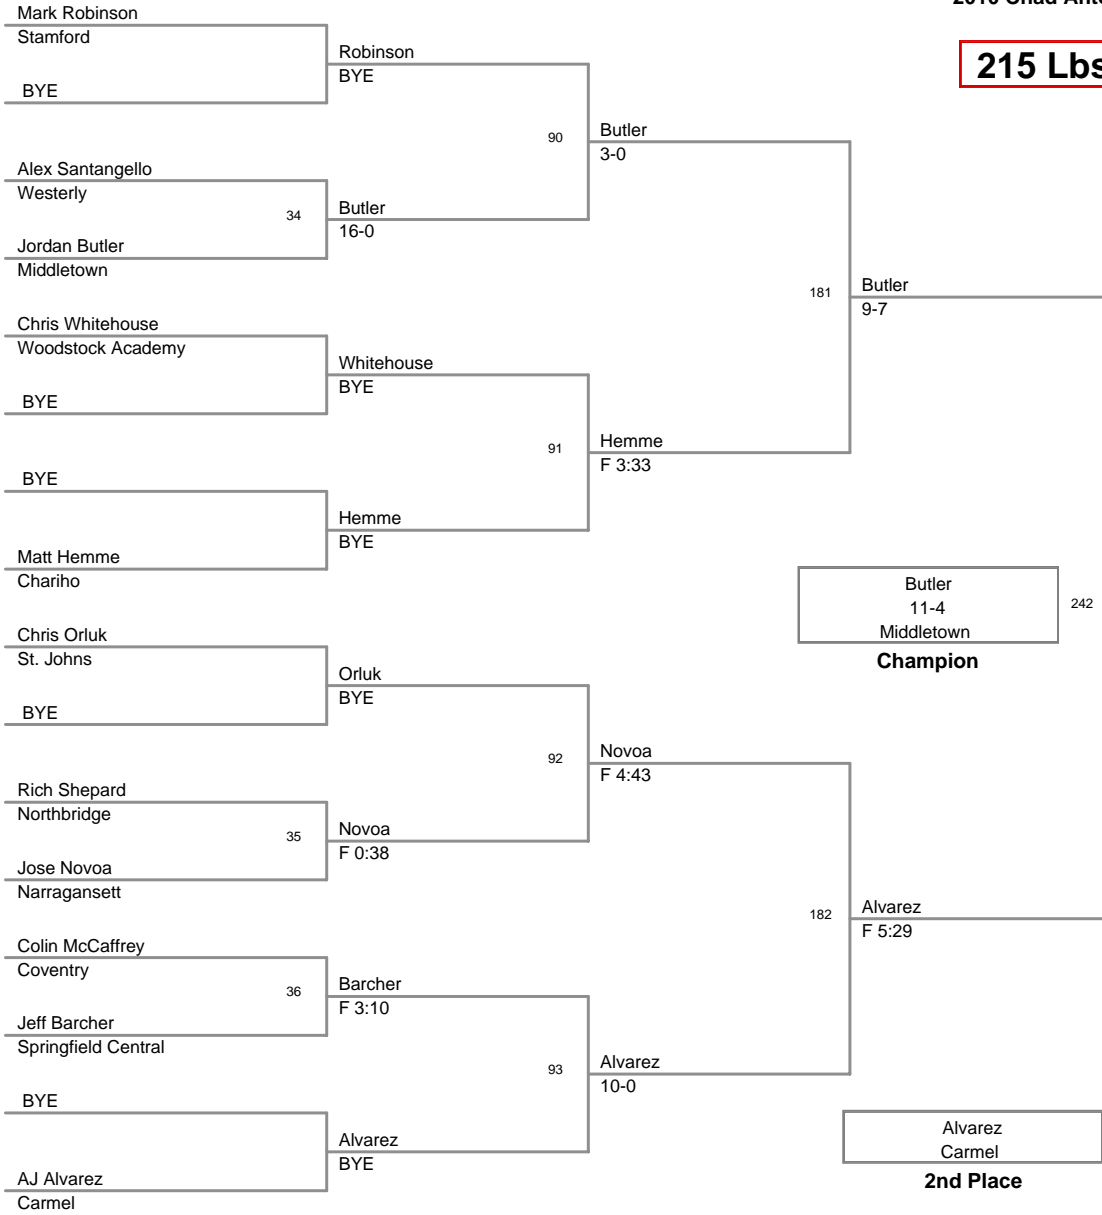 2016 Chad Ante
215 Lbs
Mark Robinson
Stamford
BYE
Robinson
BYE
90
Butler
3-0
Alex Santangello
Westerly
34
Jordan Butler
Middletown
Butler
16-0
181
Butler
9-7
Chris Whitehouse
Woodstock Academy
BYE
Whitehouse
BYE
91
Hemme
F 3:33
BYE
Matt Hemme
Chariho
Hemme
BYE
Butler
11-4
Middletown
242
Champion
Chris Orluk
St. Johns
BYE
Orluk
BYE
92
Novoa
F 4:43
Rich Shepard
Northbridge
35
Jose Novoa
Narragansett
Novoa
F 0:38
182
Alvarez
F 5:29
Colin McCaffrey
Coventry
36
Jeff Barcher
Springfield Central
Barcher
F 3:10
93
Alvarez
10-0
BYE
AJ Alvarez
Carmel
Alvarez
BYE
Alvarez
Carmel
2nd Place